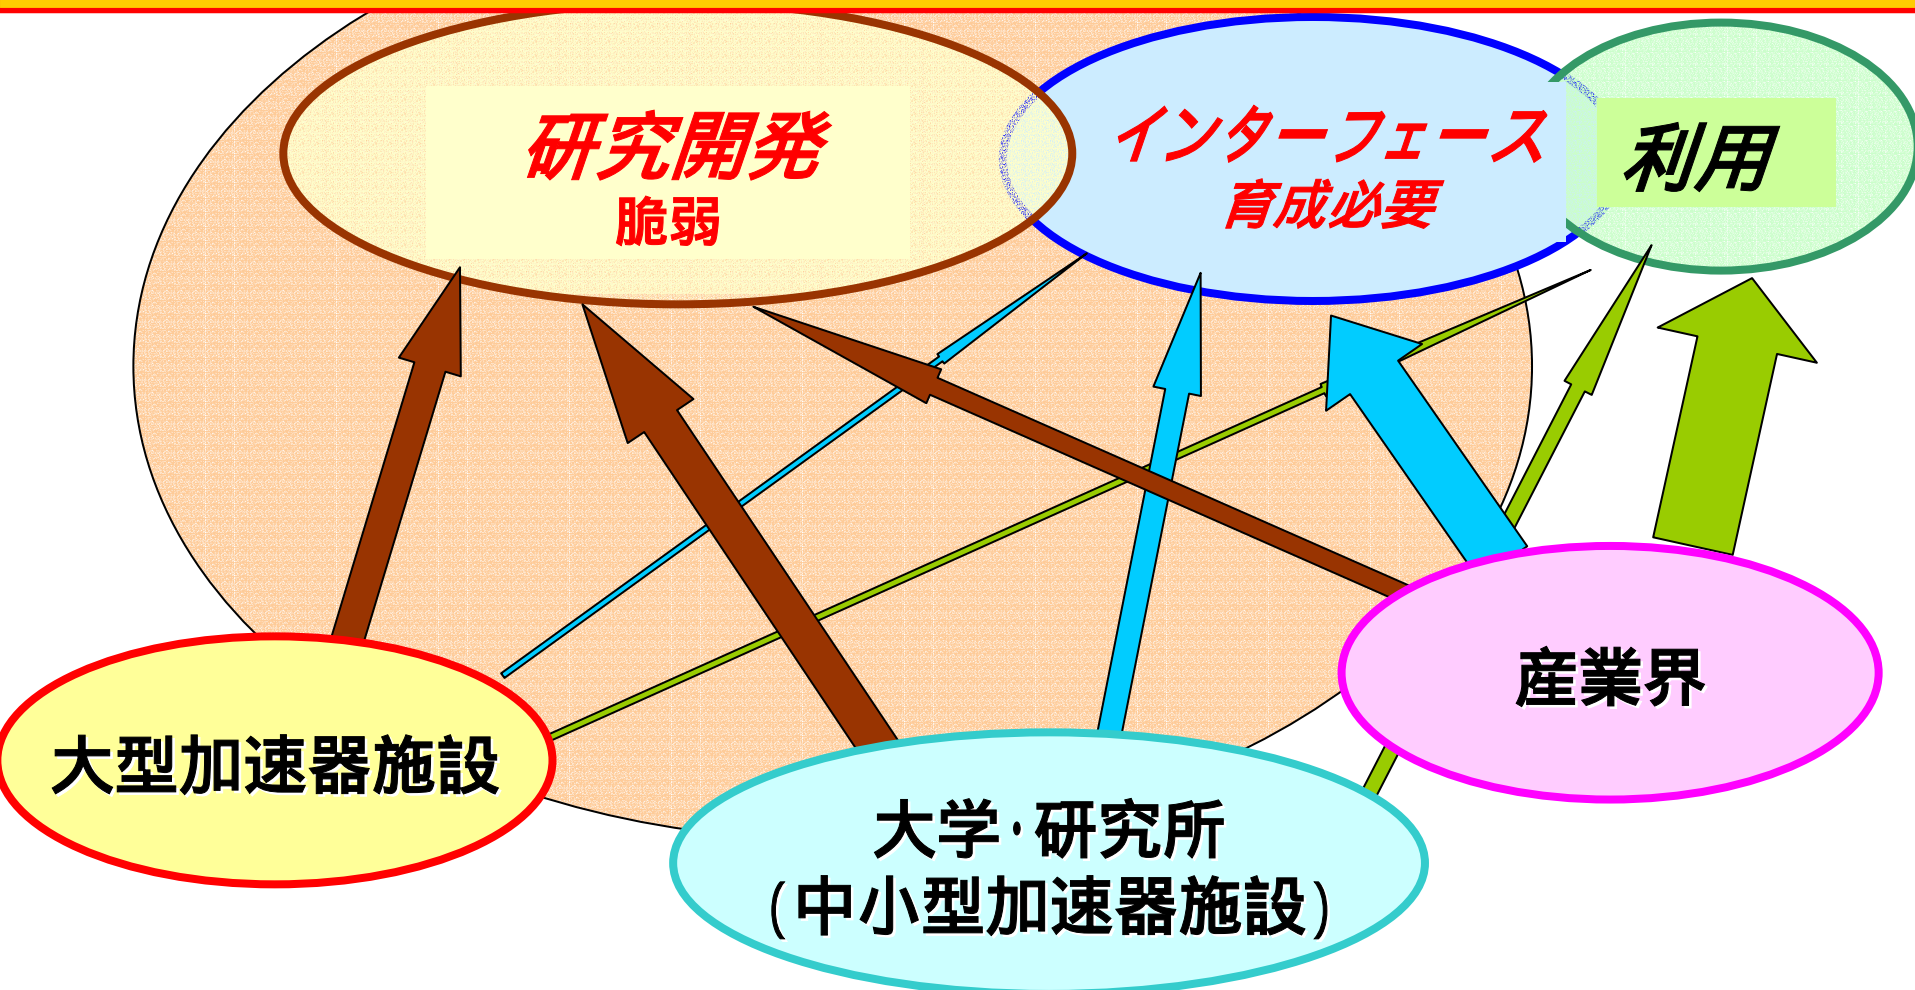 研究開発
脆弱
インターフェース
育成必要
利用
産業界
大型加速器施設
大学・研究所
(中小型加速器施設)